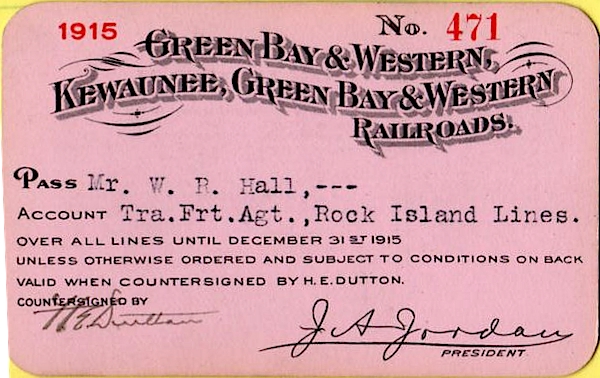 1915
No. 471
GREEN BAY & WESTERN,
KEWAUNEE, GREEN BAY & WESTERN
RAILROADS.
PASS Mr. W. R. Hall,---
ACCOUNT Tra.Frt.Agt.,Rock Island Lines.
OVER ALL LINES UNTIL DECEMBER 31ST 1915
UNLESS OTHERWISE ORDERED AND SUBJECT TO CONDITIONS ON BACK
VALID WHEN COUNTERSIGNED BY H.E.DUTTON.
COUNTERSIGNED BY
H E Dutton
J A Jordan
PRESIDENT.